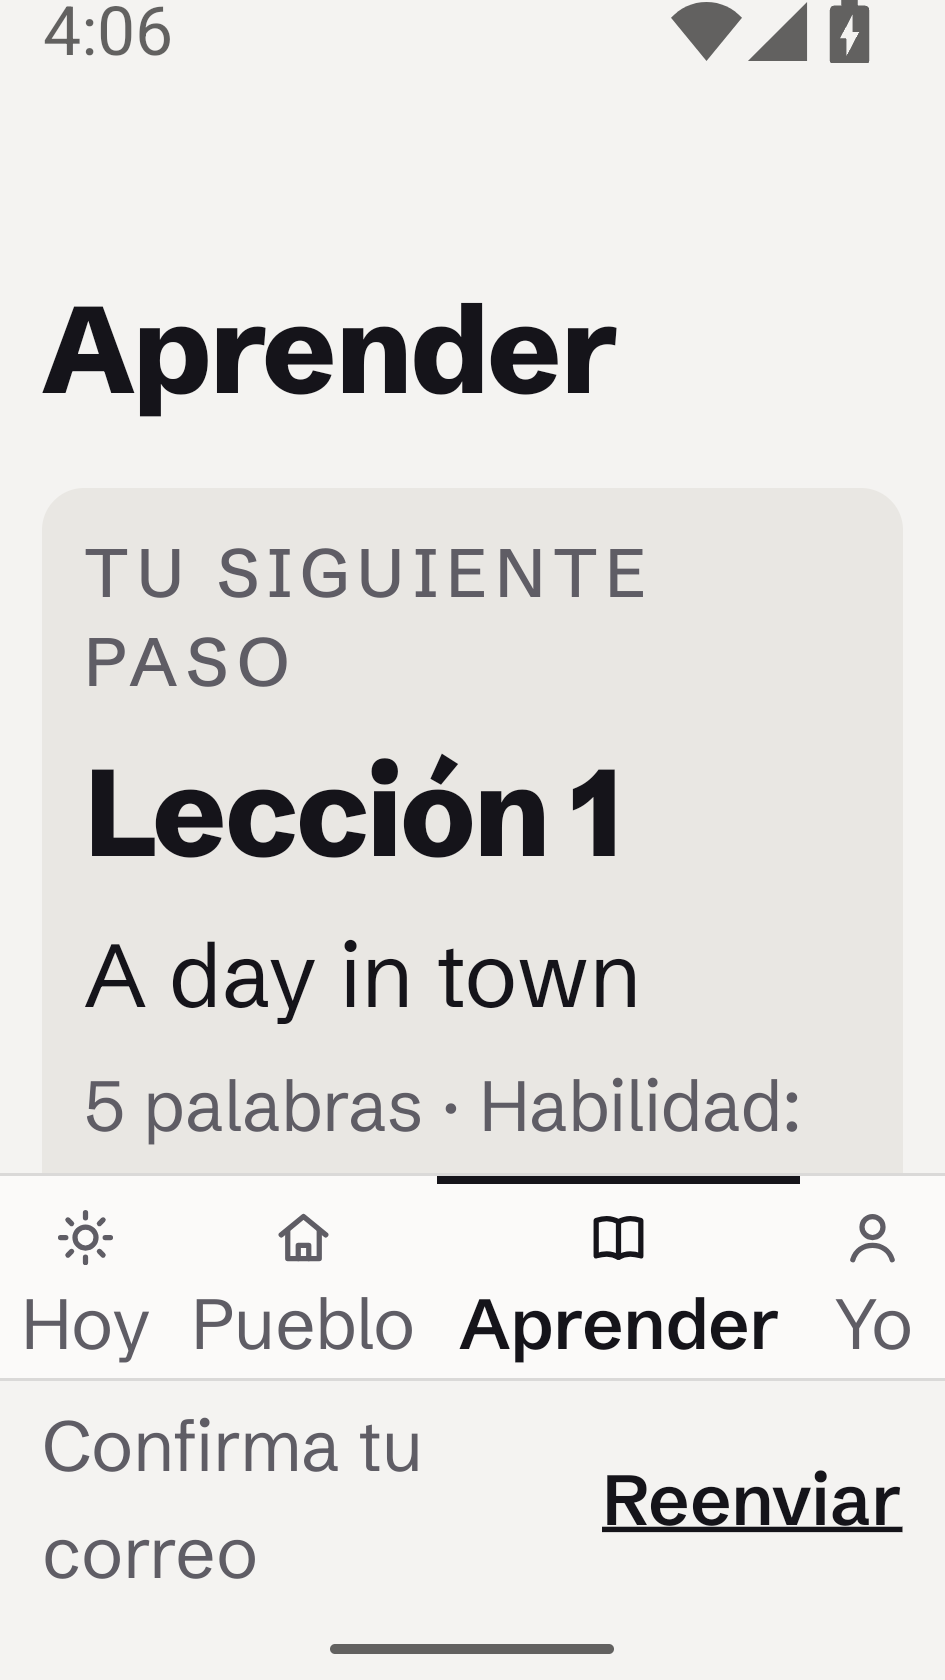 4:06
Aprender
TU SIGUIENTE
PASO
Lección 1
A day in town
5 palabras · Habilidad:
Hoy
Pueblo
Aprender
Yo
Confirma tu
correo
Reenviar